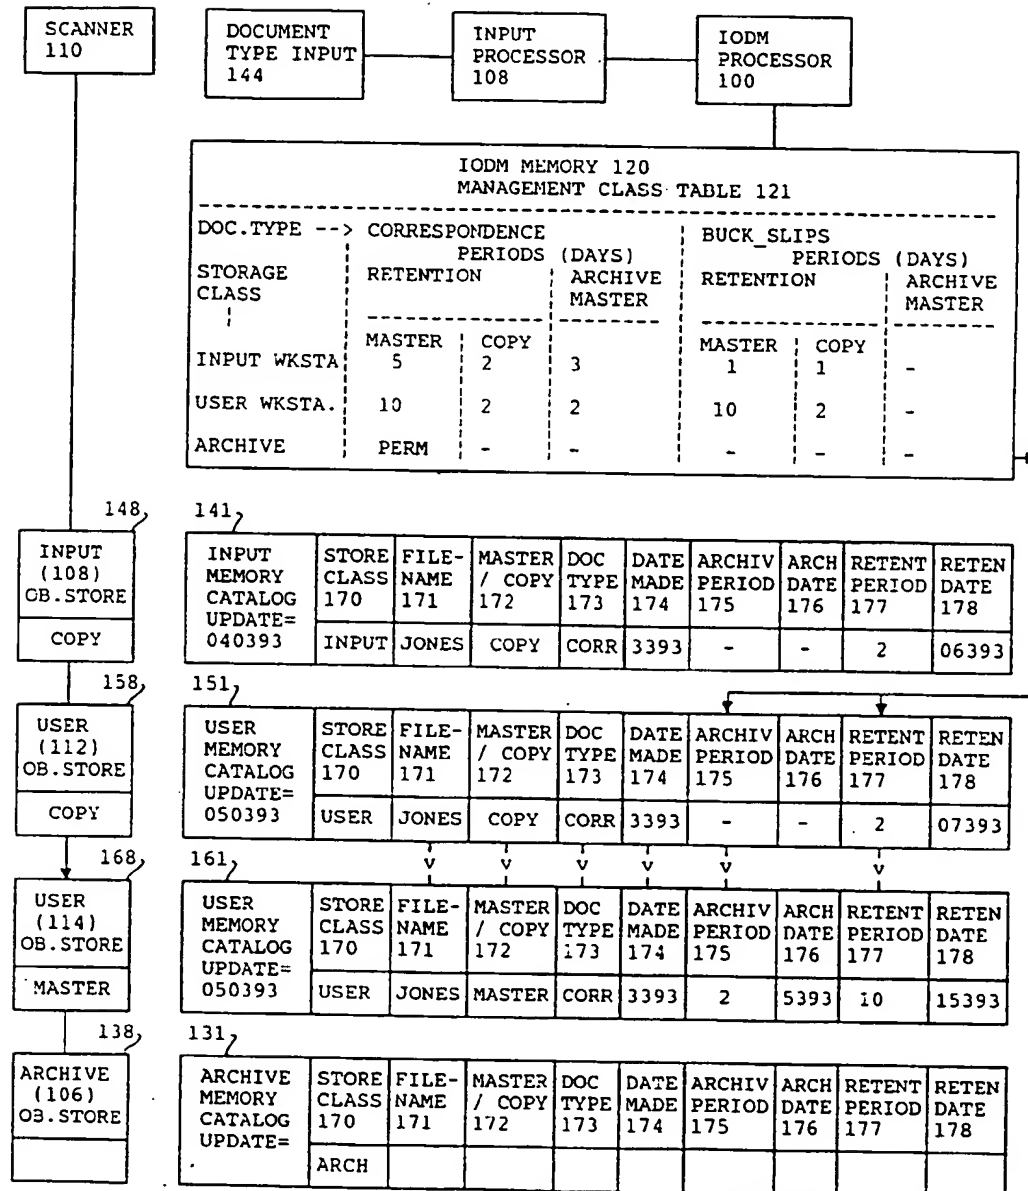 SCANNER
110
DOCUMENT
TYPE INPUT
144
INPUT
PROCESSOR
108
IODM
PROCESSOR
100
IODM MEMORY 120
MANAGEMENT CLASS TABLE 121
DOC.TYPE --> CORRESPONDENCE BUCK_SLIPS
PERIODS (DAYS) PERIODS (DAYS)
STORAGE RETENTION ARCHIVE RETENTION ARCHIVE
CLASS MASTER MASTER
MASTER COPY MASTER COPY
INPUT WKSTA 5 2 3 1 1 -
USER WKSTA. 10 2 2 10 2 -
ARCHIVE PERM - - - - -
148
INPUT
(108)
OB.STORE
COPY
141
INPUT STORE FILE- MASTER DOC DATE ARCHIV ARCH RETENT RETEN
MEMORY CLASS NAME / COPY TYPE MADE PERIOD DATE PERIOD DATE
CATALOG 170 171 172 173 174 175 176 177 178
UPDATE=
040393 INPUT JONES COPY CORR 3393 - - 2 06393
158
USER
(112)
OB.STORE
COPY
151
USER STORE FILE- MASTER DOC DATE ARCHIV ARCH RETENT RETEN
MEMORY CLASS NAME / COPY TYPE MADE PERIOD DATE PERIOD DATE
CATALOG 170 171 172 173 174 175 176 177 178
UPDATE=
050393 USER JONES COPY CORR 3393 - - 2 07393
v v v v v v
168
USER
(114)
OB.STORE
MASTER
161
USER STORE FILE- MASTER DOC DATE ARCHIV ARCH RETENT RETEN
MEMORY CLASS NAME / COPY TYPE MADE PERIOD DATE PERIOD DATE
CATALOG 170 171 172 173 174 175 176 177 178
UPDATE=
050393 USER JONES MASTER CORR 3393 2 5393 10 15393
138
ARCHIVE
(106)
OB.STORE
131
ARCHIVE STORE FILE- MASTER DOC DATE ARCHIV ARCH RETENT RETEN
MEMORY CLASS NAME / COPY TYPE MADE PERIOD DATE PERIOD DATE
CATALOG 170 171 172 173 174 175 176 177 178
UPDATE=
ARCH